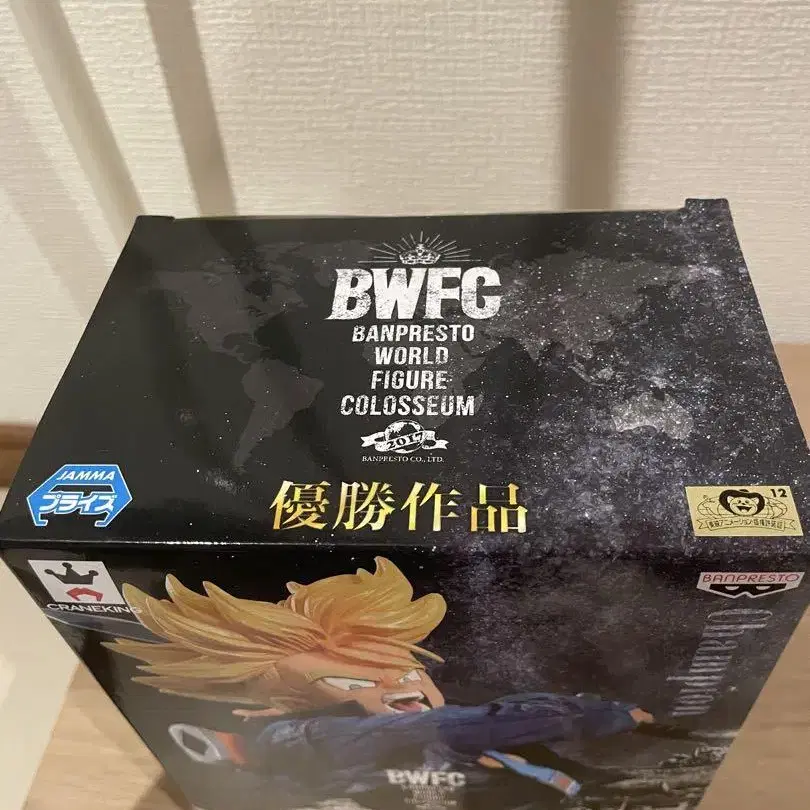 BWFC
BANPRESTO
WORLD
FIGURE
COLOSSEUM
2017
BANPRESTO CO., LTD.
優勝作品
JAMMA
プライズ
12
CRANEKING
BANPRESTO
Champion
BWFC